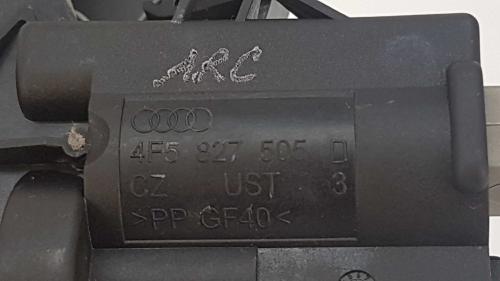 ARC
4F5 827 505 D
CZ UST 3
>PP GF40<